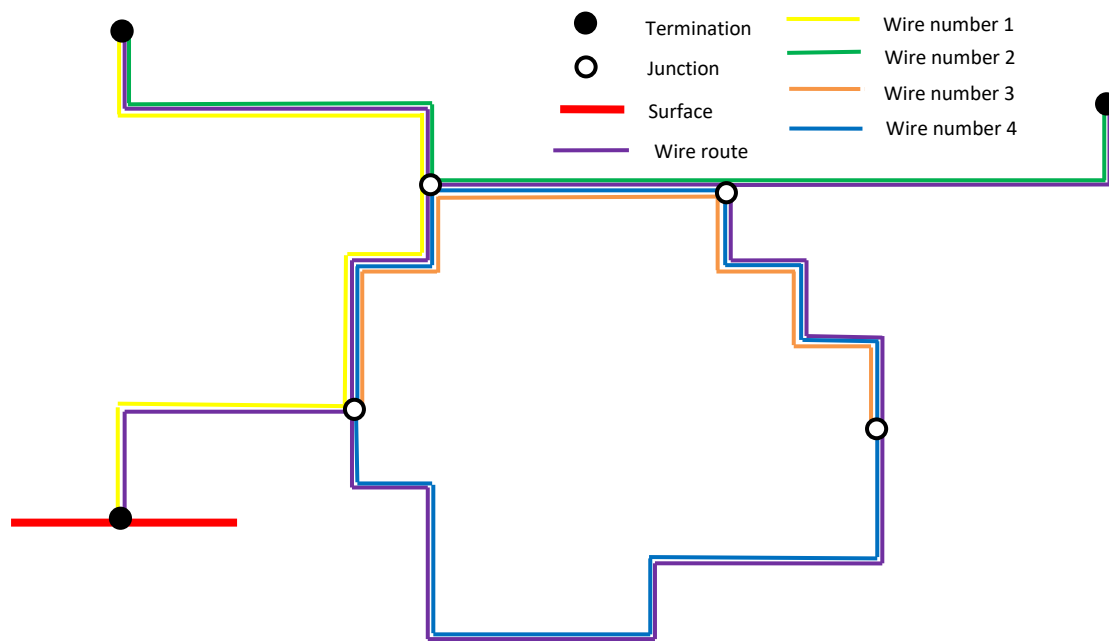 Termination
Junction
Surface
Wire route
Wire number 1
Wire number 2
Wire number 3
Wire number 4